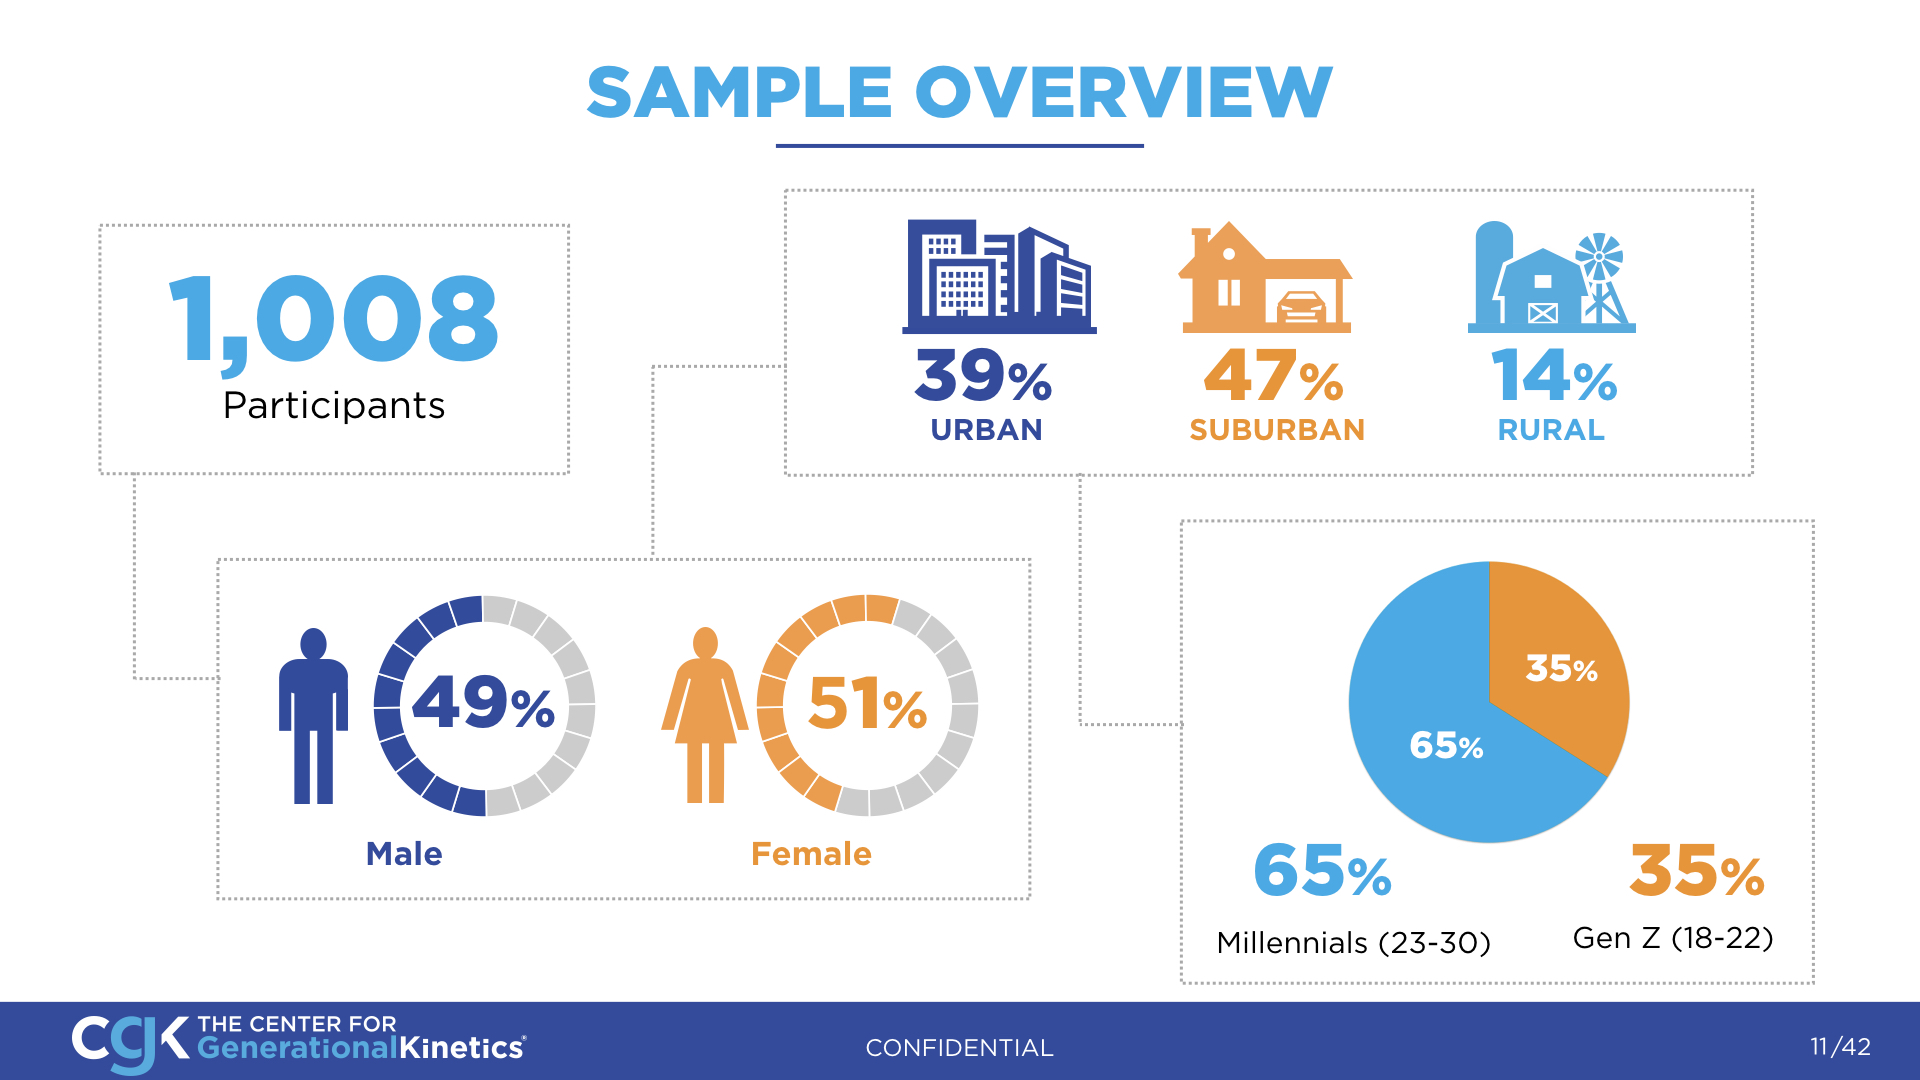 SAMPLE OVERVIEW
1,008
Participants
39%
URBAN
47%
SUBURBAN
14%
RURAL
49%
Male
51%
Female
35%
65%
65%
Millennials (23-30)
35%
Gen Z (18-22)
cgk THE CENTER FOR
GenerationalKinetics®
CONFIDENTIAL
11/42